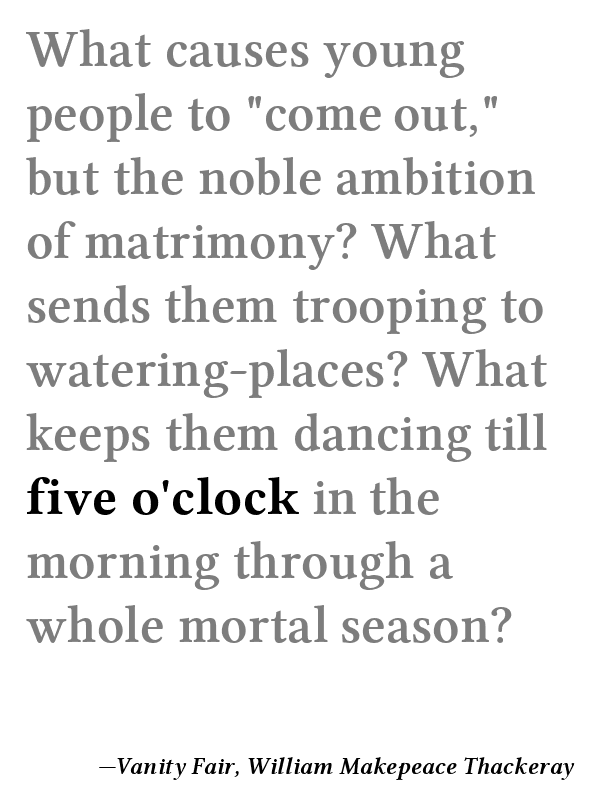 What causes young
people to "come out,"
but the noble ambition
of matrimony? What
sends them trooping to
watering-places? What
keeps them dancing till
five o'clock in the
morning through a
whole mortal season?
—Vanity Fair, William Makepeace Thackeray